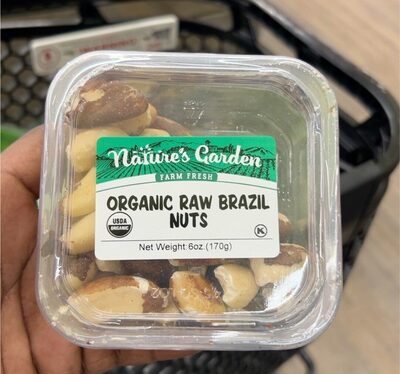 Nature's Garden
FARM FRESH
ORGANIC RAW BRAZIL
NUTS
USDA
ORGANIC
K
Net Weight 6oz.(170g)